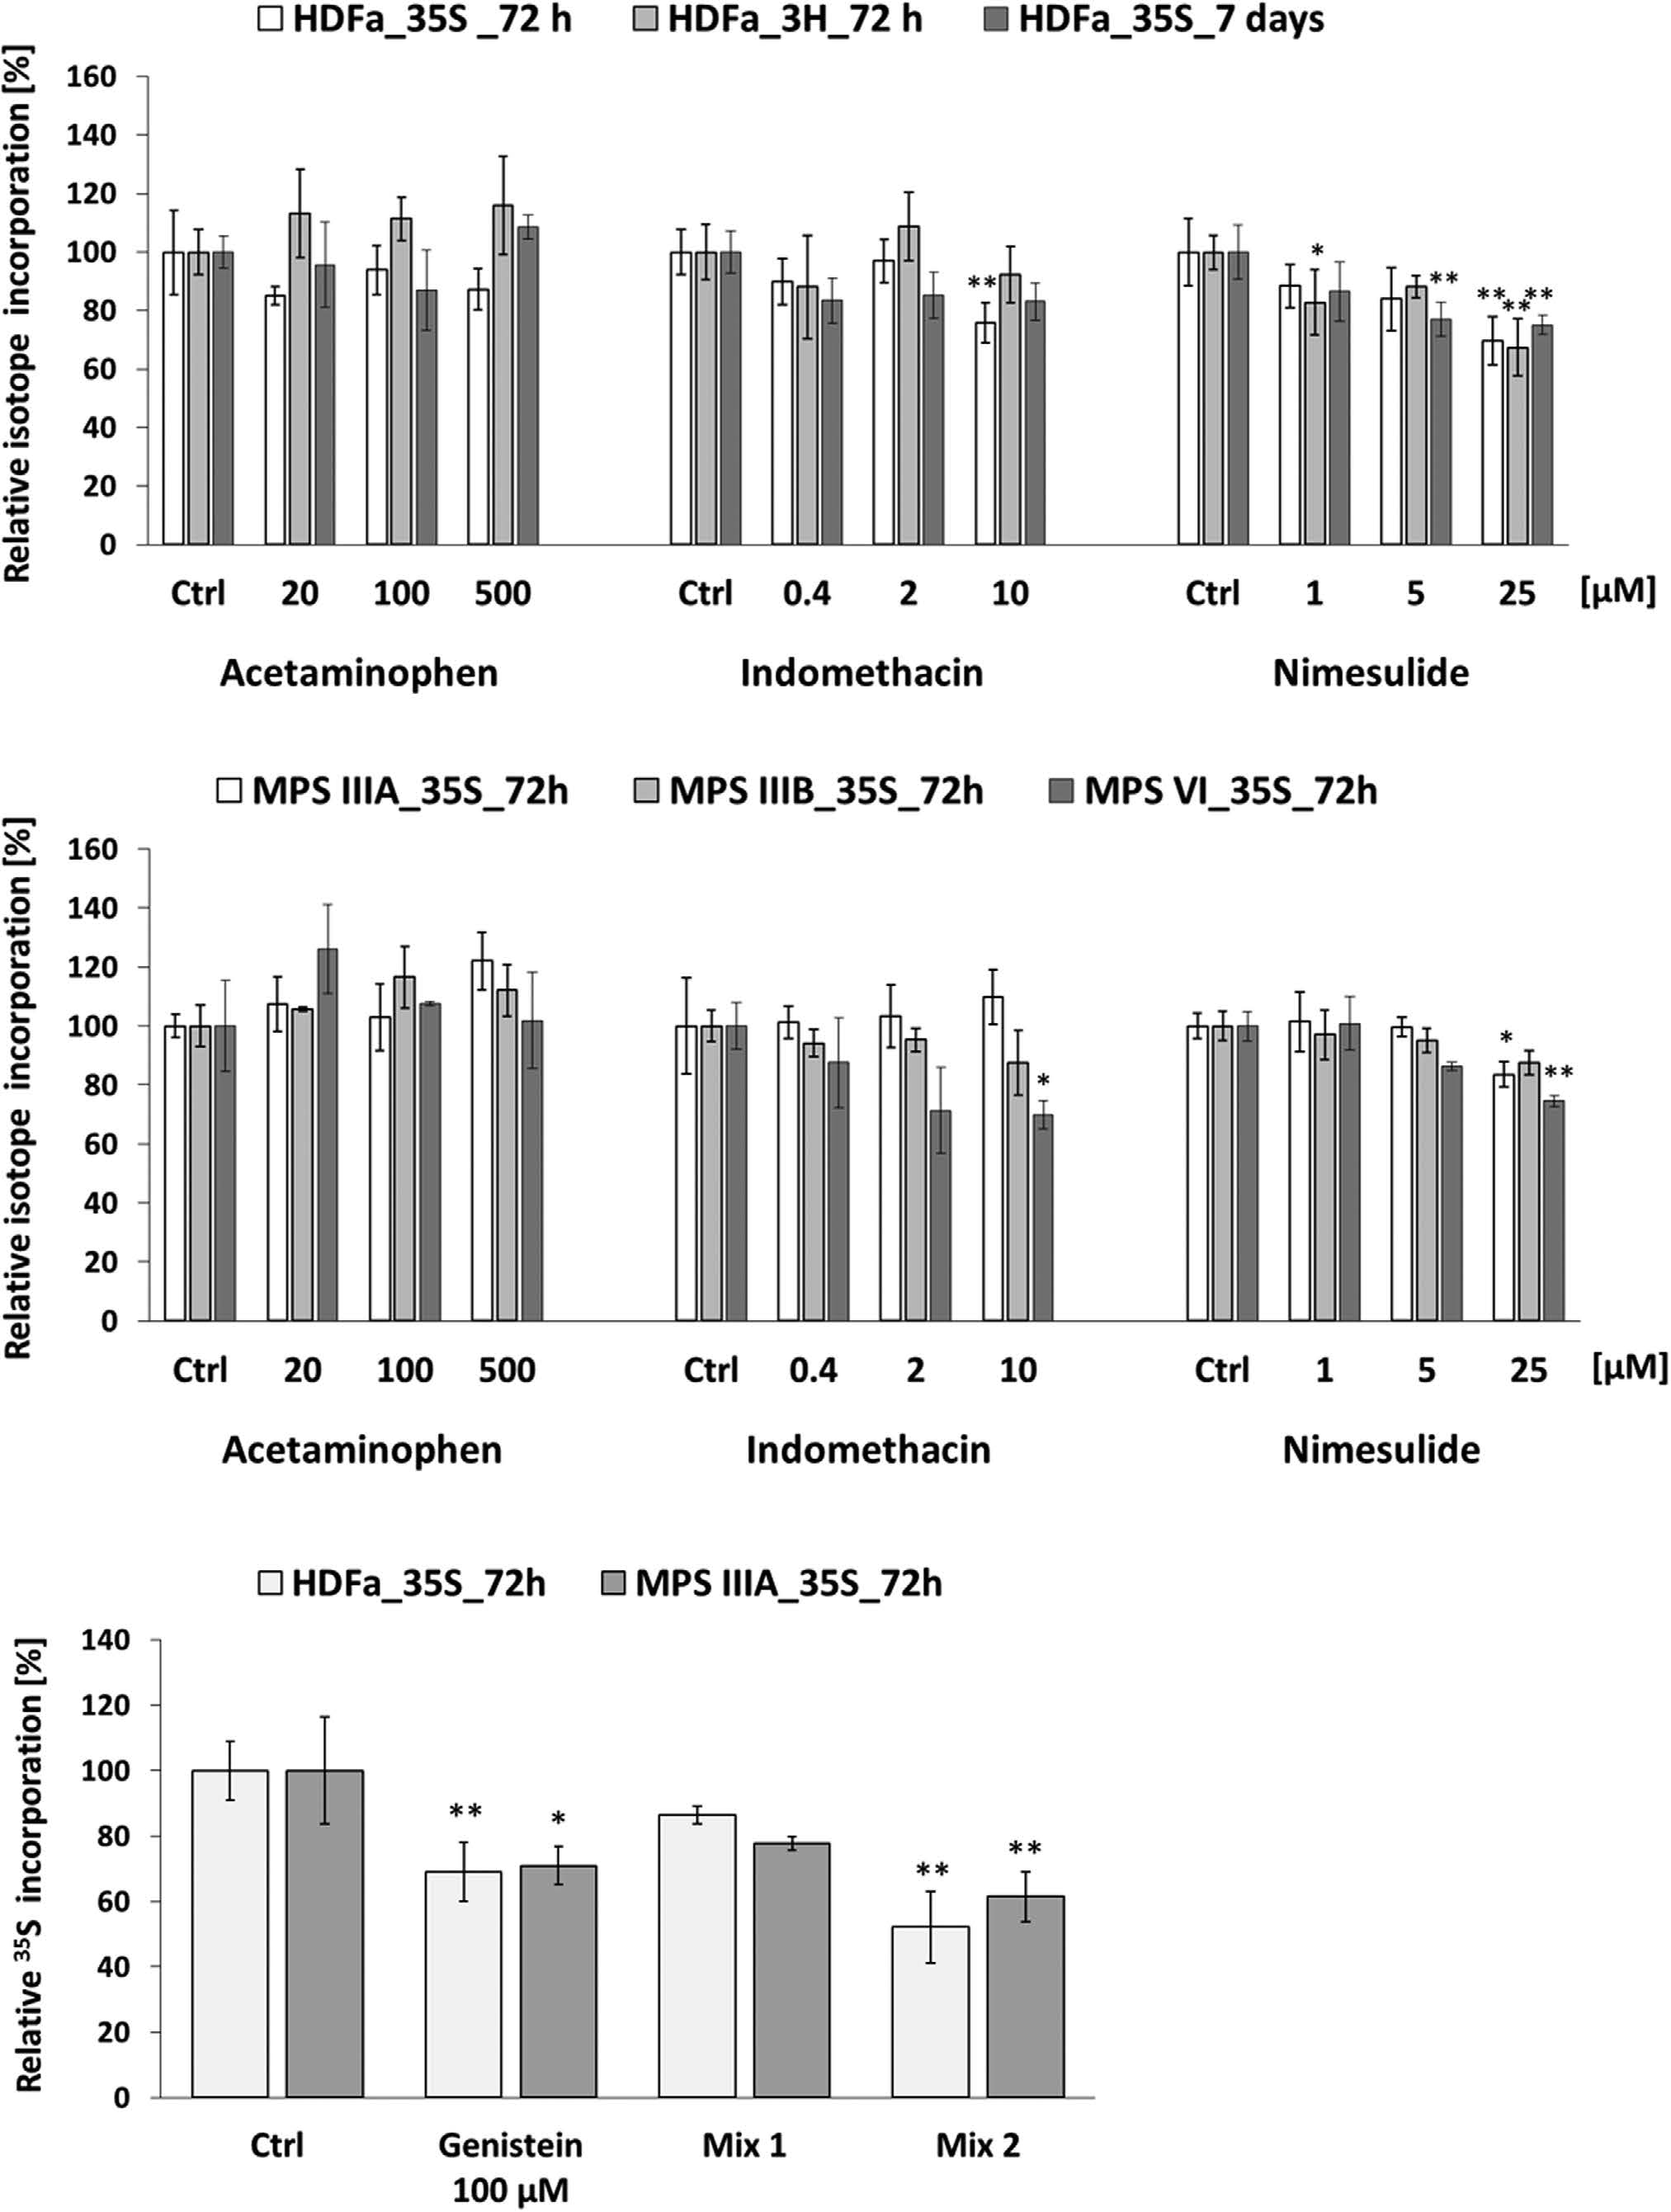 HDFa_35S _72 h HDFa_3H_72 h HDFa_35S_7 days
Relative isotope incorporation [%]
160
140
120
100
80
60
40
20
0
*
**
**
** ** **
Ctrl 20 100 500 Ctrl 0.4 2 10 Ctrl 1 5 25 [μM]
Acetaminophen Indomethacin Nimesulide
MPS IIIA_35S_72h MPS IIIB_35S_72h MPS VI_35S_72h
Relative isotope incorporation [%]
160
140
120
100
80
60
40
20
0
*
*
**
Ctrl 20 100 500 Ctrl 0.4 2 10 Ctrl 1 5 25 [μM]
Acetaminophen Indomethacin Nimesulide
HDFa_35S_72h MPS IIIA_35S_72h
Relative 35S incorporation [%]
140
120
100
80
60
40
20
0
** *
** **
Ctrl Genistein Mix 1 Mix 2
100 μM